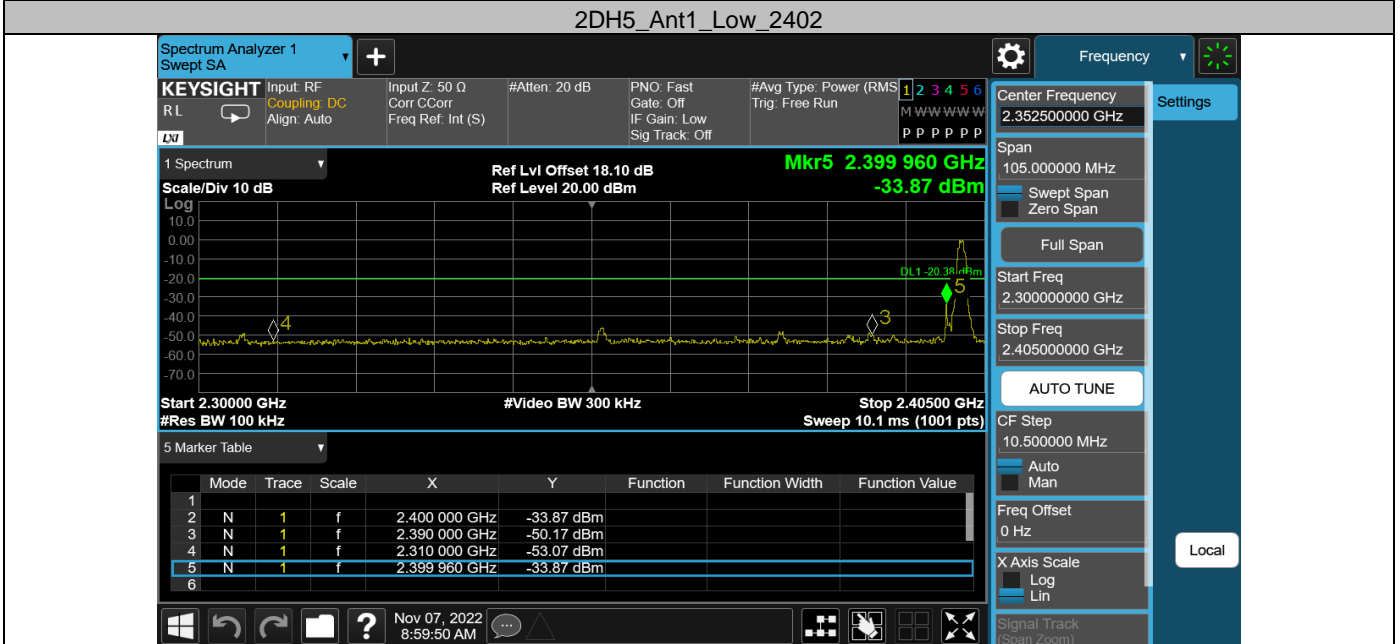 2DH5_Ant1_Low_2402
Spectrum Analyzer 1
Swept SA
Frequency
KEYSIGHT
RL
LXI
Input: RF
Coupling: DC
Align: Auto
Input Z: 50 Ω
Corr CCorr
Freq Ref: Int (S)
#Atten: 20 dB
PNO: Fast
Gate: Off
IF Gain: Low
Sig Track: Off
#Avg Type: Power (RMS
Trig: Free Run
1 2 3 4 5 6
M W W W W W
P P P P P P
1 Spectrum
Scale/Div 10 dB
Ref Lvl Offset 18.10 dB
Ref Level 20.00 dBm
Mkr5 2.399 960 GHz
-33.87 dBm
Log
10.0
0.00
-10.0
-20.0
-30.0
-40.0
-50.0
-60.0
-70.0
DL1 -20.38 dBm
5
3
4
Start 2.30000 GHz
#Res BW 100 kHz
#Video BW 300 kHz
Stop 2.40500 GHz
Sweep 10.1 ms (1001 pts)
5 Marker Table
Mode Trace Scale X Y Function Function Width Function Value
1
2 N 1 f 2.400 000 GHz -33.87 dBm
3 N 1 f 2.390 000 GHz -50.17 dBm
4 N 1 f 2.310 000 GHz -53.07 dBm
5 N 1 f 2.399 960 GHz -33.87 dBm
6
Nov 07, 2022
8:59:50 AM
Center Frequency
2.352500000 GHz
Span
105.000000 MHz
Swept Span
Zero Span
Full Span
Start Freq
2.300000000 GHz
Stop Freq
2.405000000 GHz
AUTO TUNE
CF Step
10.500000 MHz
Auto
Man
Freq Offset
0 Hz
X Axis Scale
Log
Lin
Signal Track
(Span Zoom)
Settings
Local